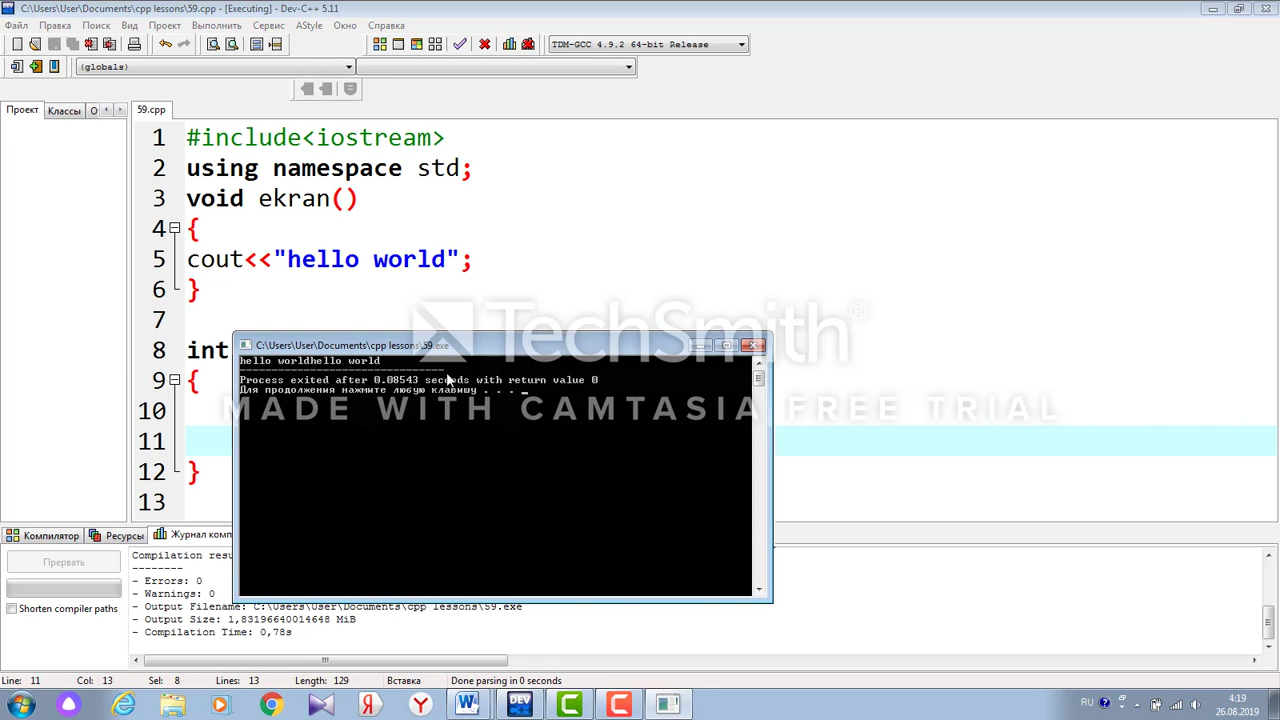 C:\Users\User\Documents\cpp lessons\59.cpp - [Executing] - Dev-C++ 5.11
Файл Правка Поиск Вид Проект Выполнить Сервис AStyle Окно Справка
TDM-GCC 4.9.2 64-bit Release
(globals)
Проект Классы О 59.cpp
1 #include<iostream>
2 using namespace std;
3 void ekran()
4 {
5 cout<<"hello world";
6 }
7
8 int
9 {
10
11
12 }
13
TechSmith®
MADE WITH CAMTASIA FREE TRIAL
C:\Users\User\Documents\cpp lessons\59.exe
hello worldhello world
--------------------------------
Process exited after 0.08543 seconds with return value 0
Для продолжения нажмите любую клавишу . . . _
Компилятор Ресурсы Журнал комп
Прервать
Shorten compiler paths
Compilation resu
--------
- Errors: 0
- Warnings: 0
- Output Filename: C:\Users\User\Documents\cpp lessons\59.exe
- Output Size: 1,83196640014648 MiB
- Compilation Time: 0,78s
Line: 11 Col: 13 Sel: 8 Lines: 13 Length: 129 Вставка Done parsing in 0 seconds
RU 4:19
26.08.2019